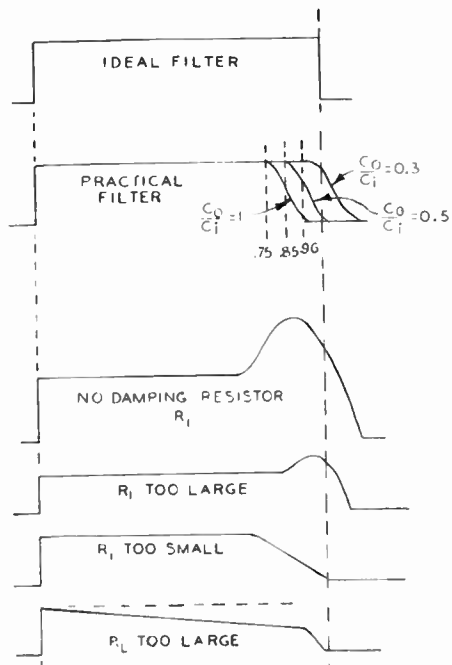 IDEAL FILTER
PRACTICAL
FILTER
Co/Ci=0.3
Co/Ci=1
Co/Ci=0.5
.75 .85 .96
NO DAMPING RESISTOR
R1
R1 TOO LARGE
R1 TOO SMALL
RL TOO LARGE